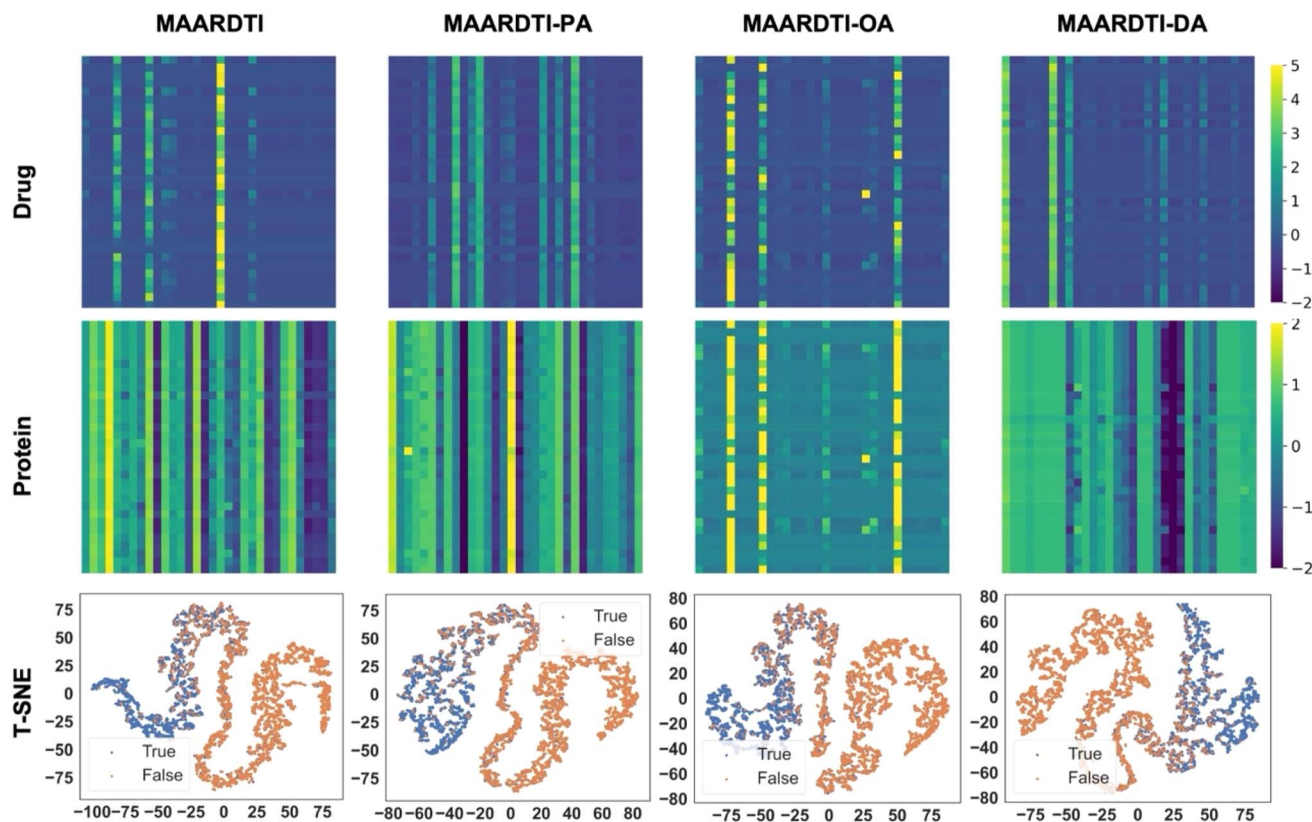 MAARDTI MAARDTI-PA MAARDTI-OA MAARDTI-DA
Drug
5
4
3
2
1
0
−1
−2
Protein
2
1
0
−1
−2
T-SNE
75
50
25
0
−25
−50
−75
True
False
−100−75 −50 −25 0 25 50 75
75
50
25
0
−25
−50
−75
True
False
−80 −60 −40 −20 0 20 40 60 80
80
60
40
20
0
−20
−40
−60
−80
True
False
−75 −50 −25 0 25 50 75
80
60
40
20
0
−20
−40
−60
−80
True
False
−75 −50 −25 0 25 50 75